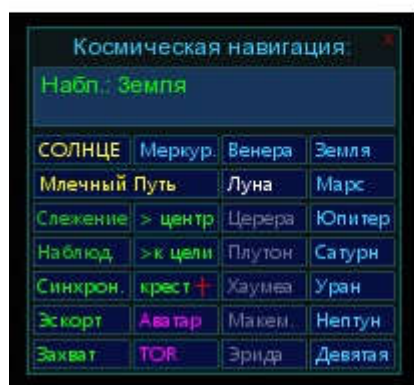 Космическая навигация:
x
Набл.: Земля
СОЛНЦЕ Меркур. Венера Земля
Млечный Путь Луна Марс
Слежение > центр Церера Юпитер
Наблюд. >к цели Плутон Сатурн
Синхрон. крест + Хаумеа Уран
Эскорт Аватар Макем. Нептун
Захват TOR Эрида Девятая